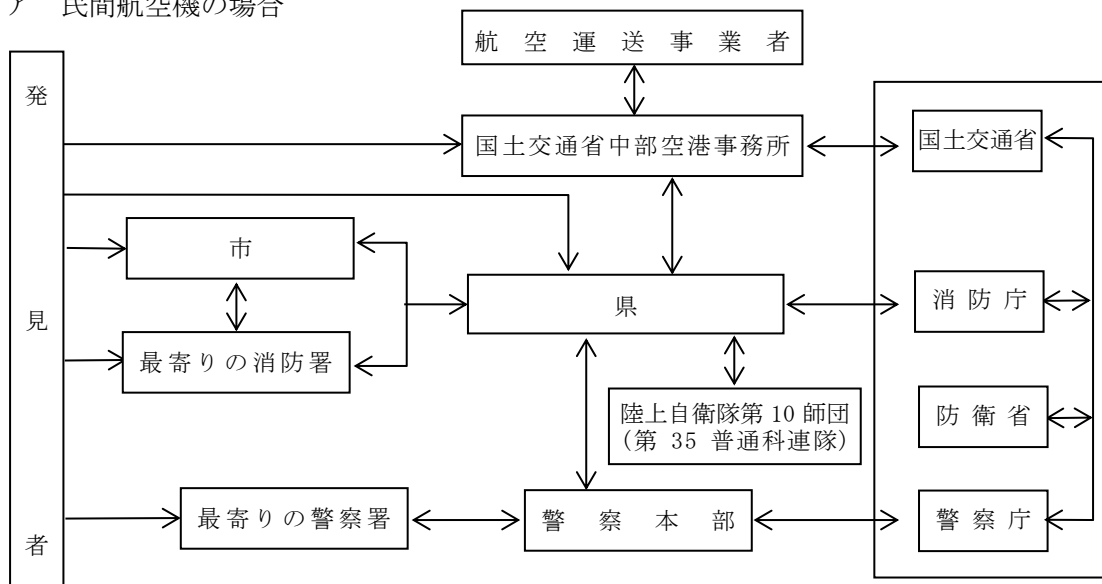 ア 民間航空機の場合
航空運送事業者
発見者
国土交通省中部空港事務所
国土交通省
市
県
消防庁
最寄りの消防署
陸上自衛隊第 10 師団
(第 35 普通科連隊)
防衛省
最寄りの警察署
警察本部
警察庁